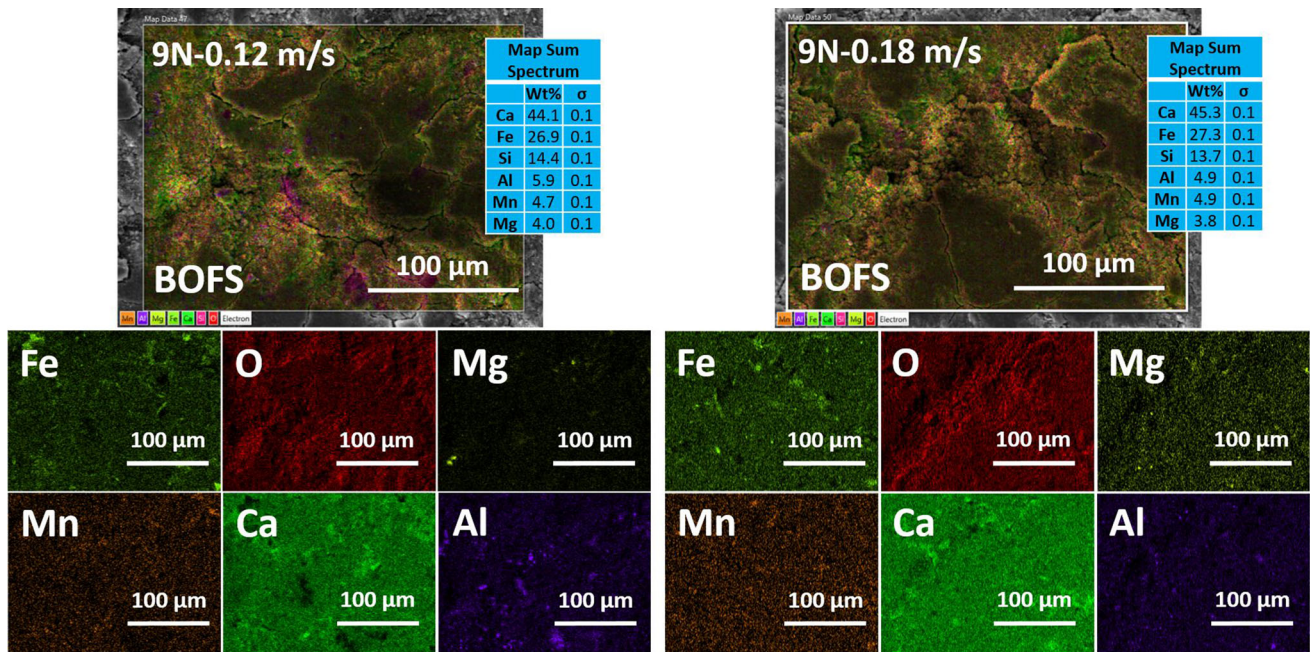 Map Data 47
9N-0.12 m/s
Map Sum
Spectrum
Wt% σ
Ca 44.1 0.1
Fe 26.9 0.1
Si 14.4 0.1
Al 5.9 0.1
Mn 4.7 0.1
Mg 4.0 0.1
100 µm
BOFS
Mn Al Mg Fe Ca Si O Electron
Map Data 50
9N-0.18 m/s
Map Sum
Spectrum
Wt% σ
Ca 45.3 0.1
Fe 27.3 0.1
Si 13.7 0.1
Al 4.9 0.1
Mn 4.9 0.1
Mg 3.8 0.1
100 µm
BOFS
Mn Al Fe Ca Si Mg O Electron
Fe O Mg
100 µm 100 µm 100 µm
Mn Ca Al
100 µm 100 µm 100 µm
Fe O Mg
100 µm 100 µm 100 µm
Mn Ca Al
100 µm 100 µm 100 µm